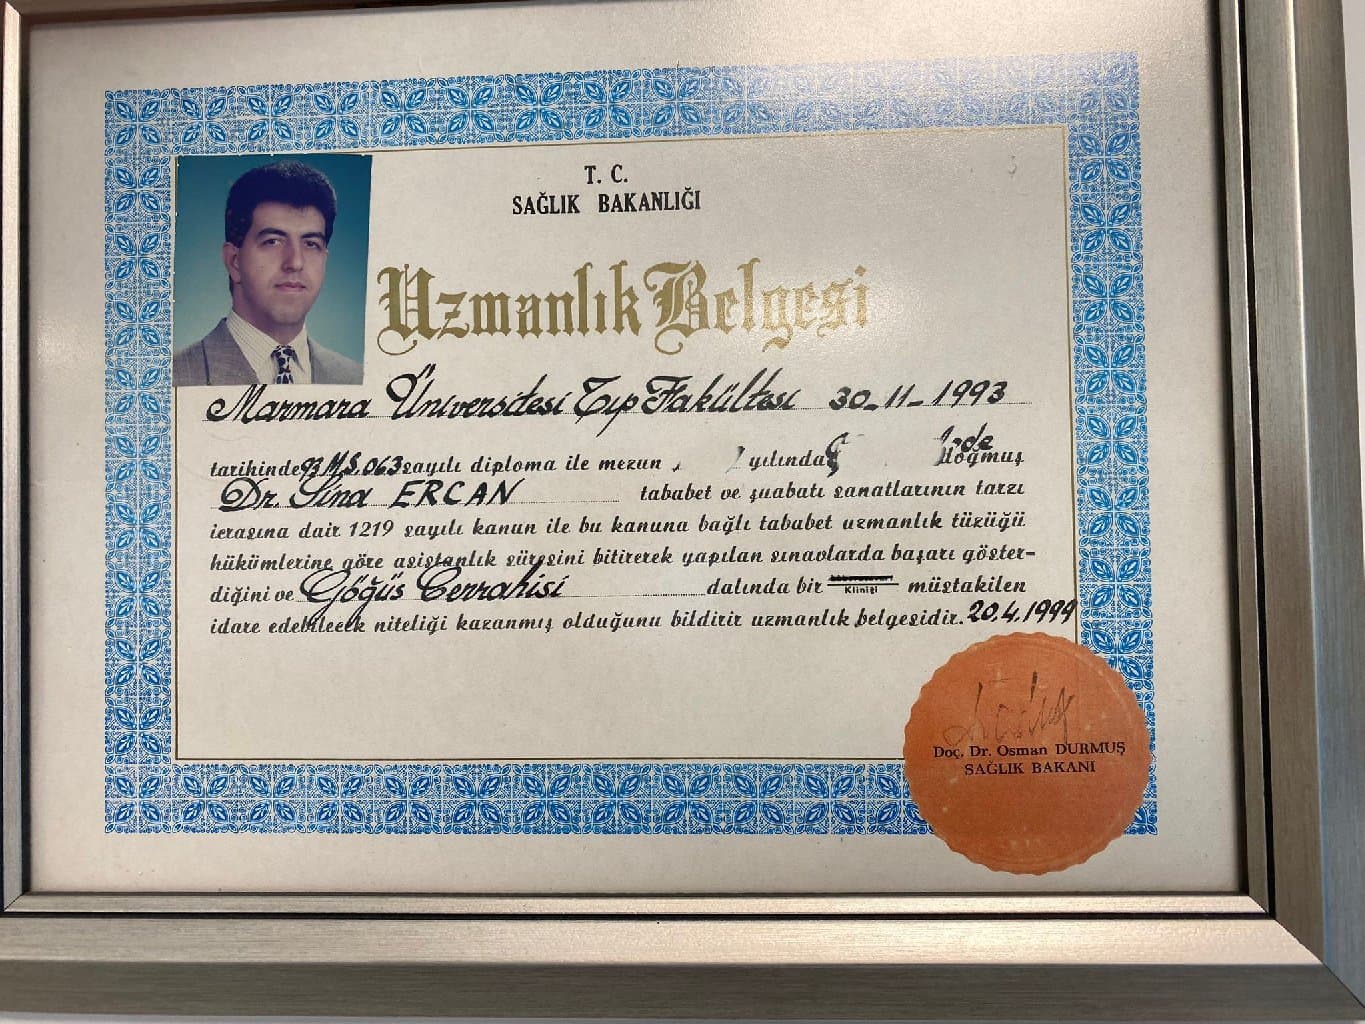 T. C.
SAĞLIK BAKANLIĞI
Uzmanlık Belgesi
Marmara Üniversitesi Tıp Fakültesi 30-11-1993
tarihinde 93 M.S. 063 sayılı diploma ile mezun yılında de doğmuş
Dr. Sina ERCAN tababet ve şuabatı sanatlarının tarzı
icrasına dair 1219 sayılı kanun ile bu kanuna bağlı tababet uzmanlık tüzüğü
hükümlerine göre asistanlık süresini bitirerek yapılan sınavlarda başarı göster-
diğini ve Göğüs Cerrahisi dalında bir Kliniği müstakilen
idare edebilecek niteliği kazanmış olduğunu bildirir uzmanlık belgesidir. 20.4.1999
Doç. Dr. Osman DURMUŞ
SAĞLIK BAKANI